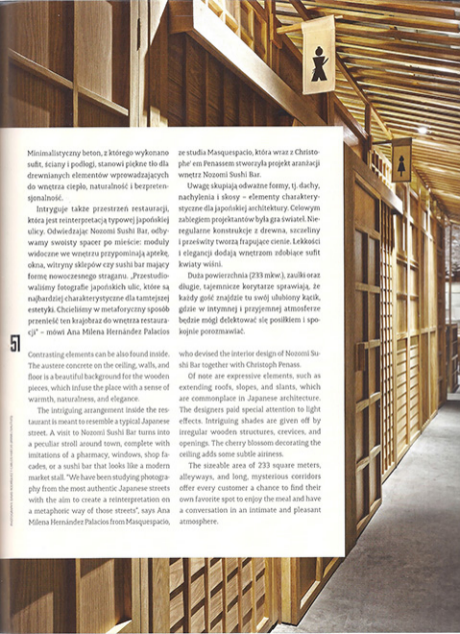 Minimalistyczny beton, z którego wykonano
sufit, ściany i podłogi, stanowi piękne tło dla
drewnianych elementów wprowadzających
do wnętrza ciepło, naturalność i bezpreten-
sjonalność.
Intryguje także przestrzeń restauracji,
która jest reinterpretacją typowej japońskiej
ulicy. Odwiedzając Nozomi Sushi Bar, odby-
wamy swoisty spacer po mieście: moduły
widoczne we wnętrzu przypominają aptekę,
okna, witryny sklepów czy sushi bar mający
formę nowoczesnego straganu. „Przestudio-
waliśmy fotografie japońskich ulic, które są
najbardziej charakterystyczne dla tamtejszej
estetyki. Chcieliśmy w metaforyczny sposób
przenieść ten krajobraz do wnętrza restaura-
cji” – mówi Ana Milena Hernández Palacios
ze studia Masquespacio, która wraz z Christo-
phe' em Penassem stworzyła projekt aranżacji
wnętrz Nozomi Sushi Bar.
Uwagę skupiają odważne formy, tj. dachy,
nachylenia i skosy – elementy charaktery-
styczne dla japońskiej architektury. Celowym
zabiegiem projektantów była gra świateł. Nie-
regularne konstrukcje z drewna, szczeliny
i prześwity tworzą frapujące cienie. Lekkości
i elegancji dodają wnętrzom zdobiące sufit
kwiaty wiśni.
Duża powierzchnia (233 mkw.), zaułki oraz
długie, tajemnicze korytarze sprawiają, że
każdy gość znajdzie tu swój ulubiony kącik,
gdzie w intymnej i przyjemnej atmosferze
będzie mógł delektować się posiłkiem i spo-
kojnie porozmawiać.
51
Contrasting elements can be also found inside.
The austere concrete on the ceiling, walls, and
floor is a beautiful background for the wooden
pieces, which infuse the place with a sense of
warmth, naturalness, and elegance.
The intriguing arrangement inside the res-
taurant is meant to resemble a typical Japanese
street. A visit to Nozomi Sushi Bar turns into
a peculiar stroll around town, complete with
imitations of a pharmacy, windows, shop fa-
cades, or a sushi bar that looks like a modern
market stall. "We have been studying photogra-
phy from the most authentic Japanese streets
with the aim to create a reinterpretation on
a metaphoric way of those streets", says Ana
Milena Hernández Palacios from Masquespacio,
who devised the interior design of Nozomi Su-
shi Bar together with Christoph Penass.
Of note are expressive elements, such as
extending roofs, slopes, and slants, which
are commonplace in Japanese architecture.
The designers paid special attention to light
effects. Intriguing shades are given off by
irregular wooden structures, crevices, and
openings. The cherry blossom decorating the
ceiling adds some subtle airiness.
The sizeable area of 233 square meters,
alleyways, and long, mysterious corridors
offer every customer a chance to find their
own favorite spot to enjoy the meal and have
a conversation in an intimate and pleasant
atmosphere.